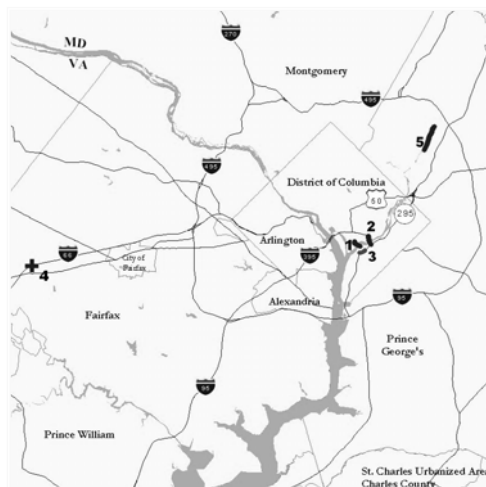 270
MD
VA
Montgomery
495
495
5
District of Columbia
50
295
2
Arlington
1
3
66
City of
Fairfax
395
4
Alexandria
95
Fairfax
Prince
George's
95
Prince William
St. Charles Urbanized Area
Charles County